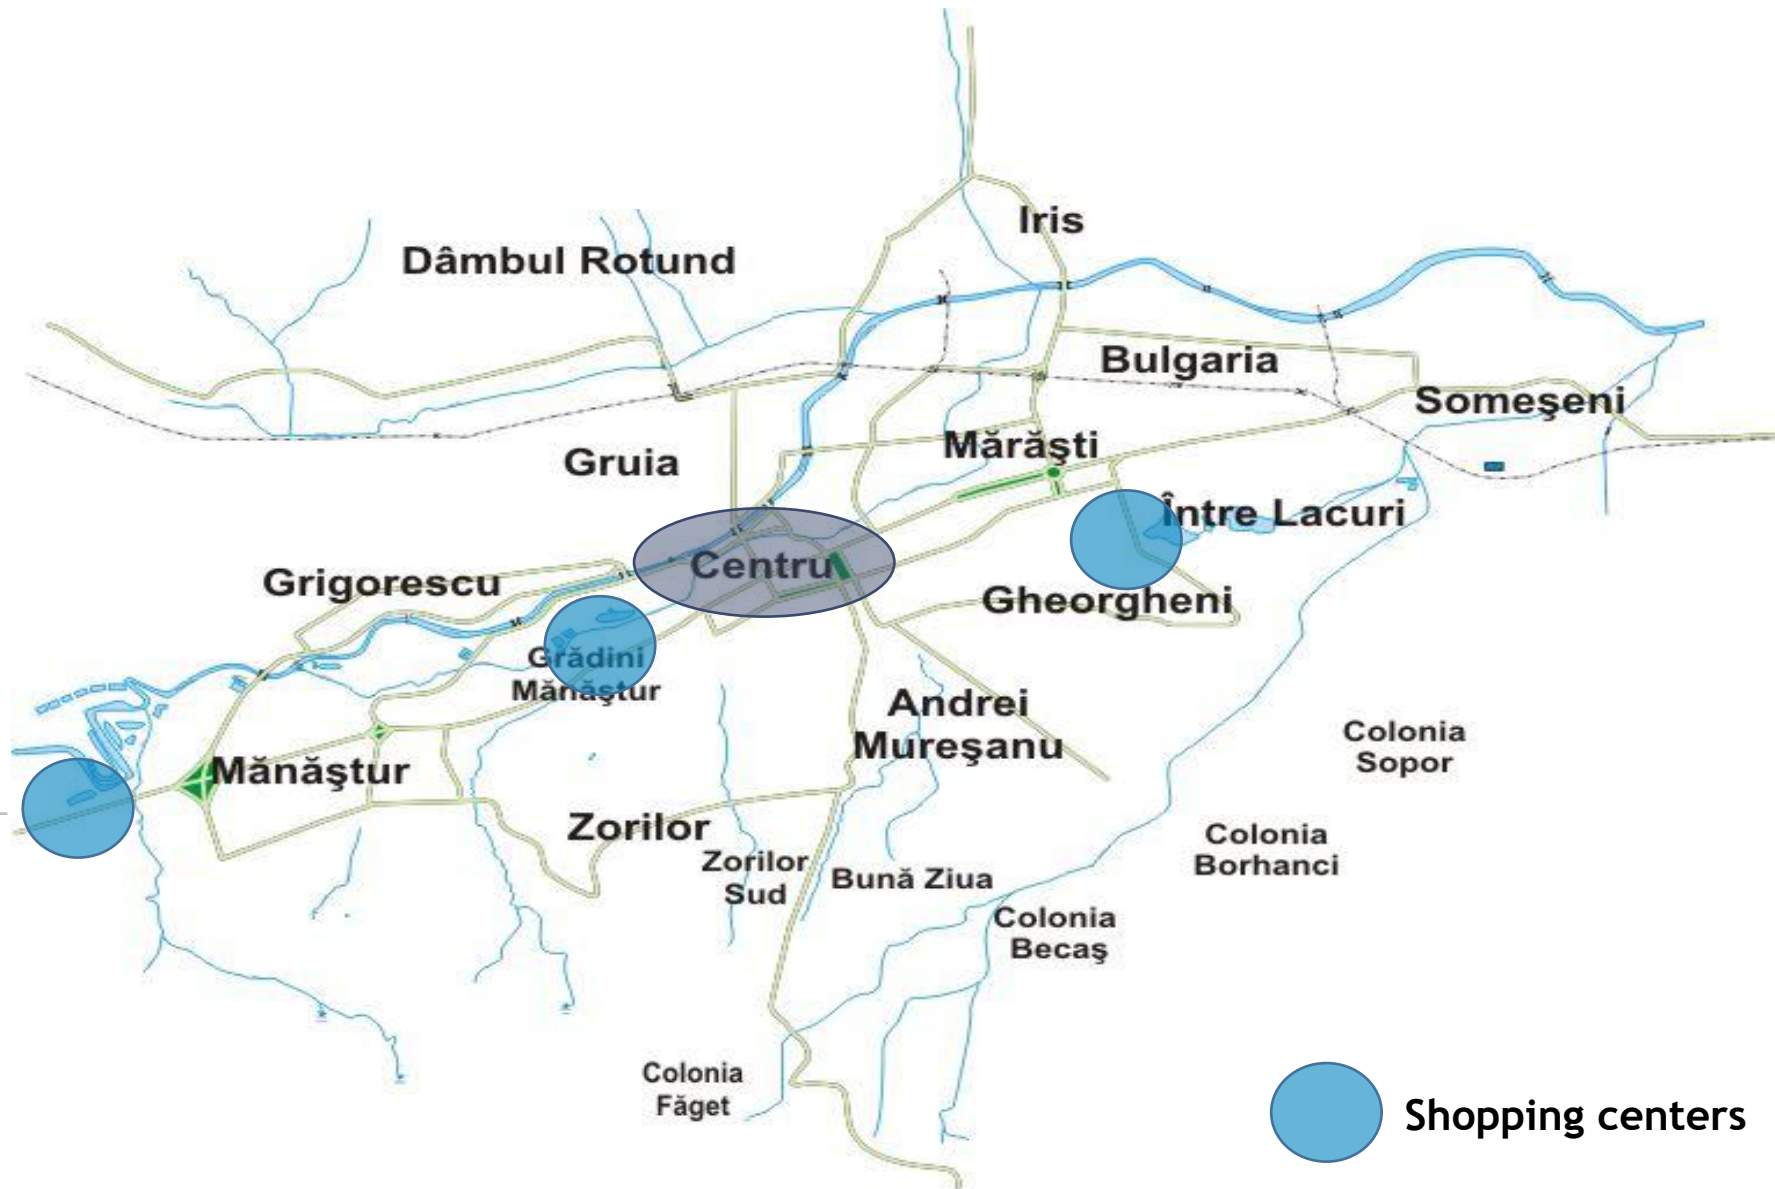 Iris
Dâmbul Rotund
Bulgaria
Someşeni
Mărăşti
Gruia
Între Lacuri
Centru
Grigorescu
Gheorgheni
Grădini
Mănăştur
Andrei
Mureşanu
Colonia
Sopor
Mănăştur
Zorilor
Colonia
Borhanci
Zorilor
Sud
Bună Ziua
Colonia
Becaş
Colonia
Făget
Shopping centers